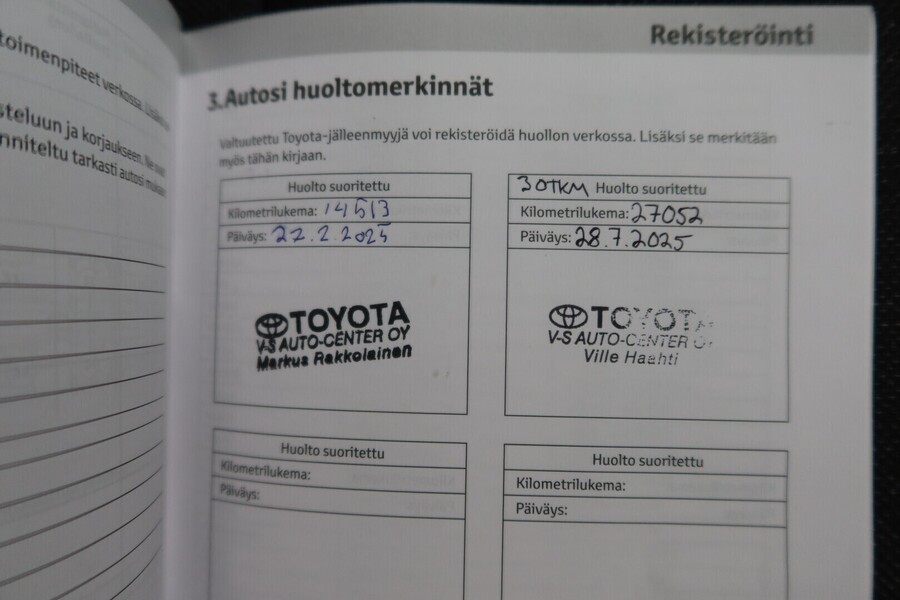 toimenpiteet verkossa.
steluun ja korjaukseen.
nniteltu tarkasti autosi mukaan
Rekisteröinti
3. Autosi huoltomerkinnät
Valtuutettu Toyota-jälleenmyyjä voi rekisteröidä huollon verkossa. Lisäksi se merkitään
myös tähän kirjaan.
Huolto suoritettu
Kilometrilukema: 14513
Päiväys: 22.2.2025
TOYOTA
V-S AUTO-CENTER OY
Markus Rakkolainen
30TKM Huolto suoritettu
Kilometrilukema: 27052
Päiväys: 28.7.2025
TOYOTA
V-S AUTO-CENTER OY
Ville Haahti
Huolto suoritettu
Kilometrilukema:
Päiväys:
Huolto suoritettu
Kilometrilukema:
Päiväys: